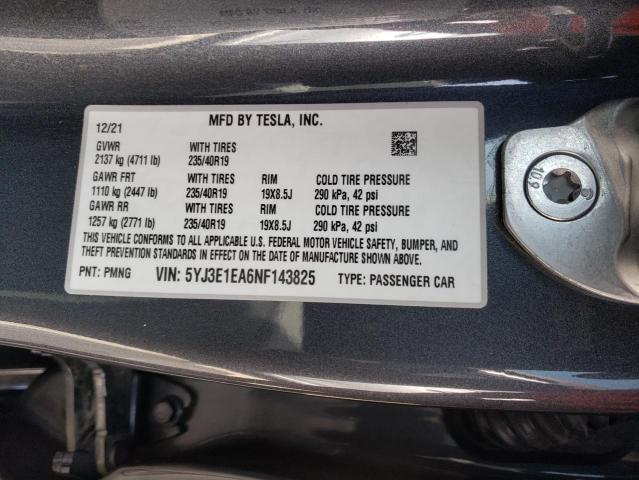 MFD BY TESLA, INC.
12/21
GVWR WITH TIRES
2137 kg (4711 lb) 235/40R19
GAWR FRT WITH TIRES RIM COLD TIRE PRESSURE
1110 kg (2447 lb) 235/40R19 19X8.5J 290 kPa, 42 psi
GAWR RR WITH TIRES RIM COLD TIRE PRESSURE
1257 kg (2771 lb) 235/40R19 19X8.5J 290 kPa, 42 psi
THIS VEHICLE CONFORMS TO ALL APPLICABLE U.S. FEDERAL MOTOR VEHICLE SAFETY, BUMPER, AND
THEFT PREVENTION STANDARDS IN EFFECT ON THE DATE OF MANUFACTURE SHOWN ABOVE.
PNT: PMNG VIN: 5YJ3E1EA6NF143825 TYPE: PASSENGER CAR
10.9